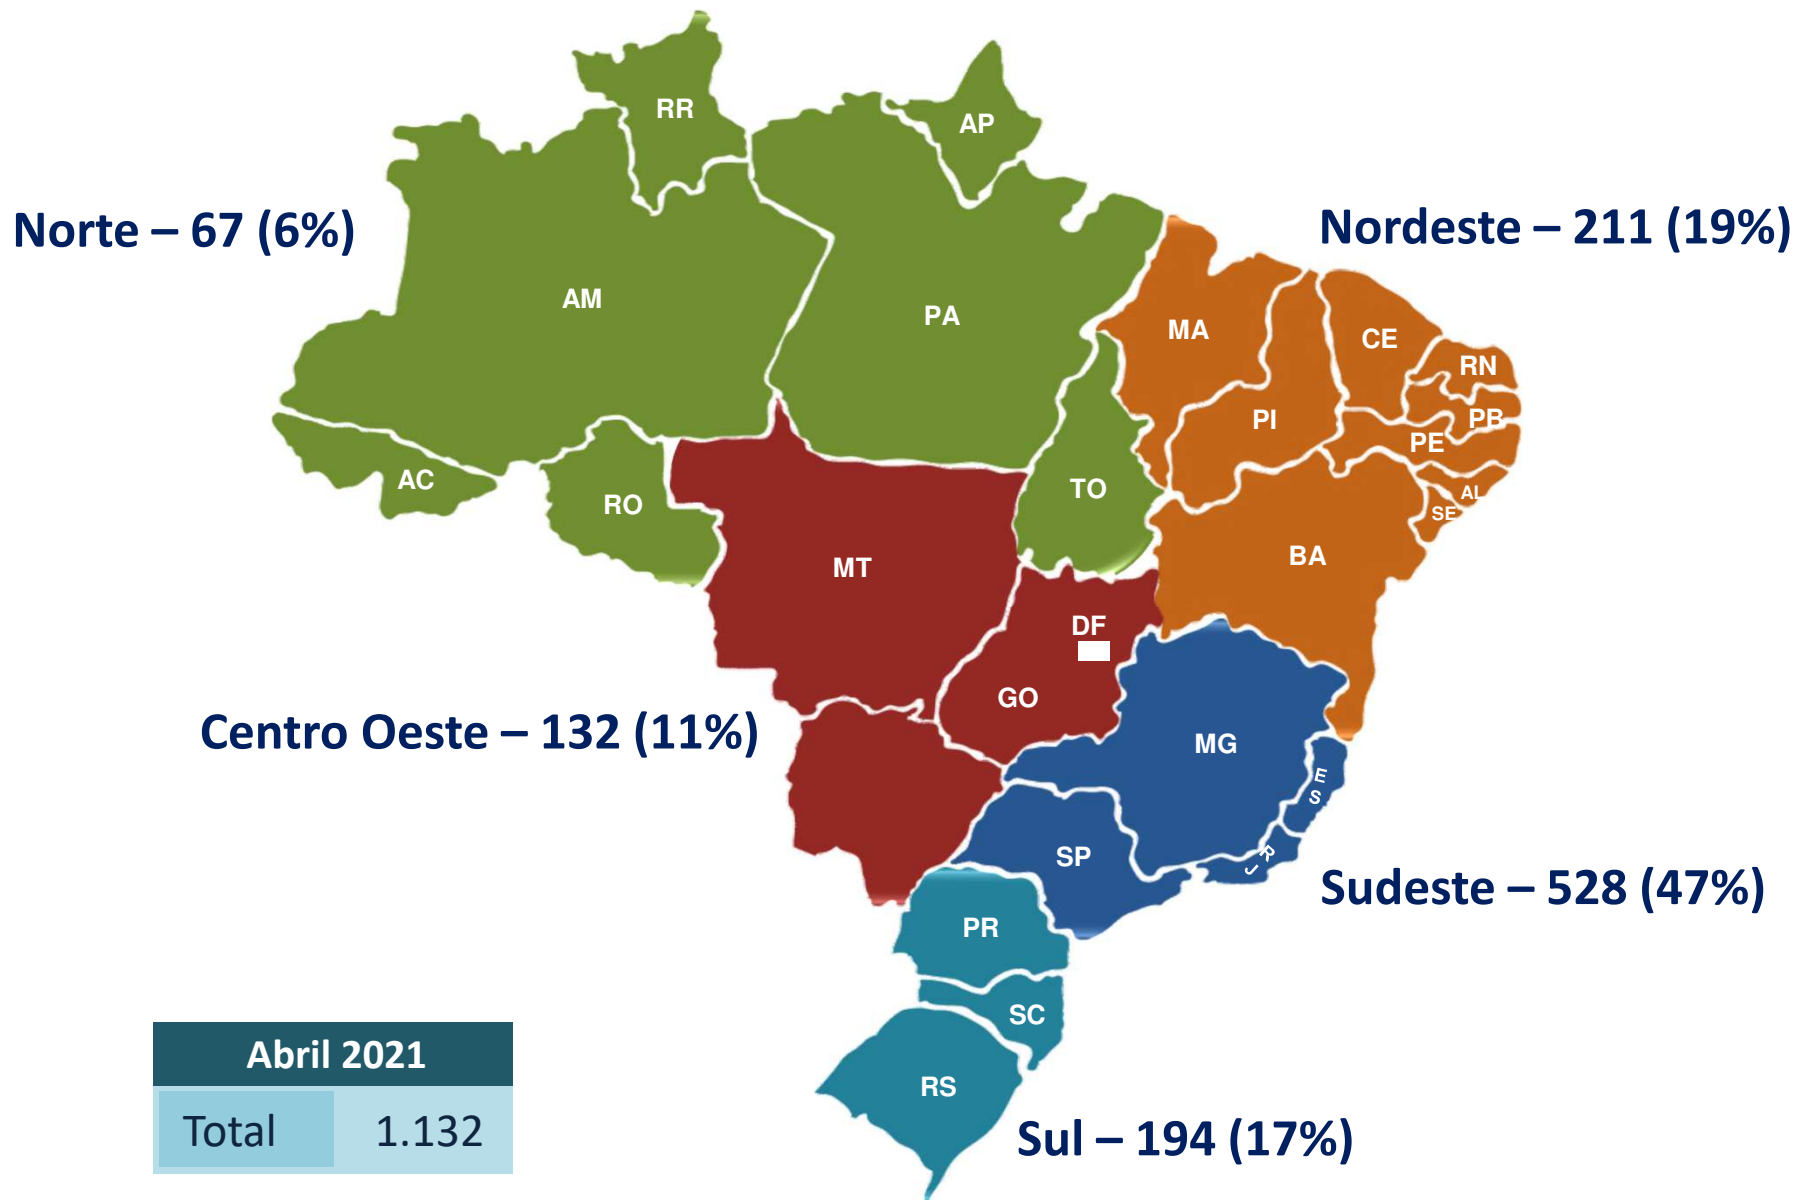 RR
AP
Norte – 67 (6%)
Nordeste – 211 (19%)
AM
PA
MA
CE
RN
PI
PB
PE
AC
RO
TO
AL
SE
MT
BA
DF
GO
Centro Oeste – 132 (11%)
MG
ES
SP
RJ
Sudeste – 528 (47%)
PR
SC
Abril 2021
RS
Total 1.132
Sul – 194 (17%)